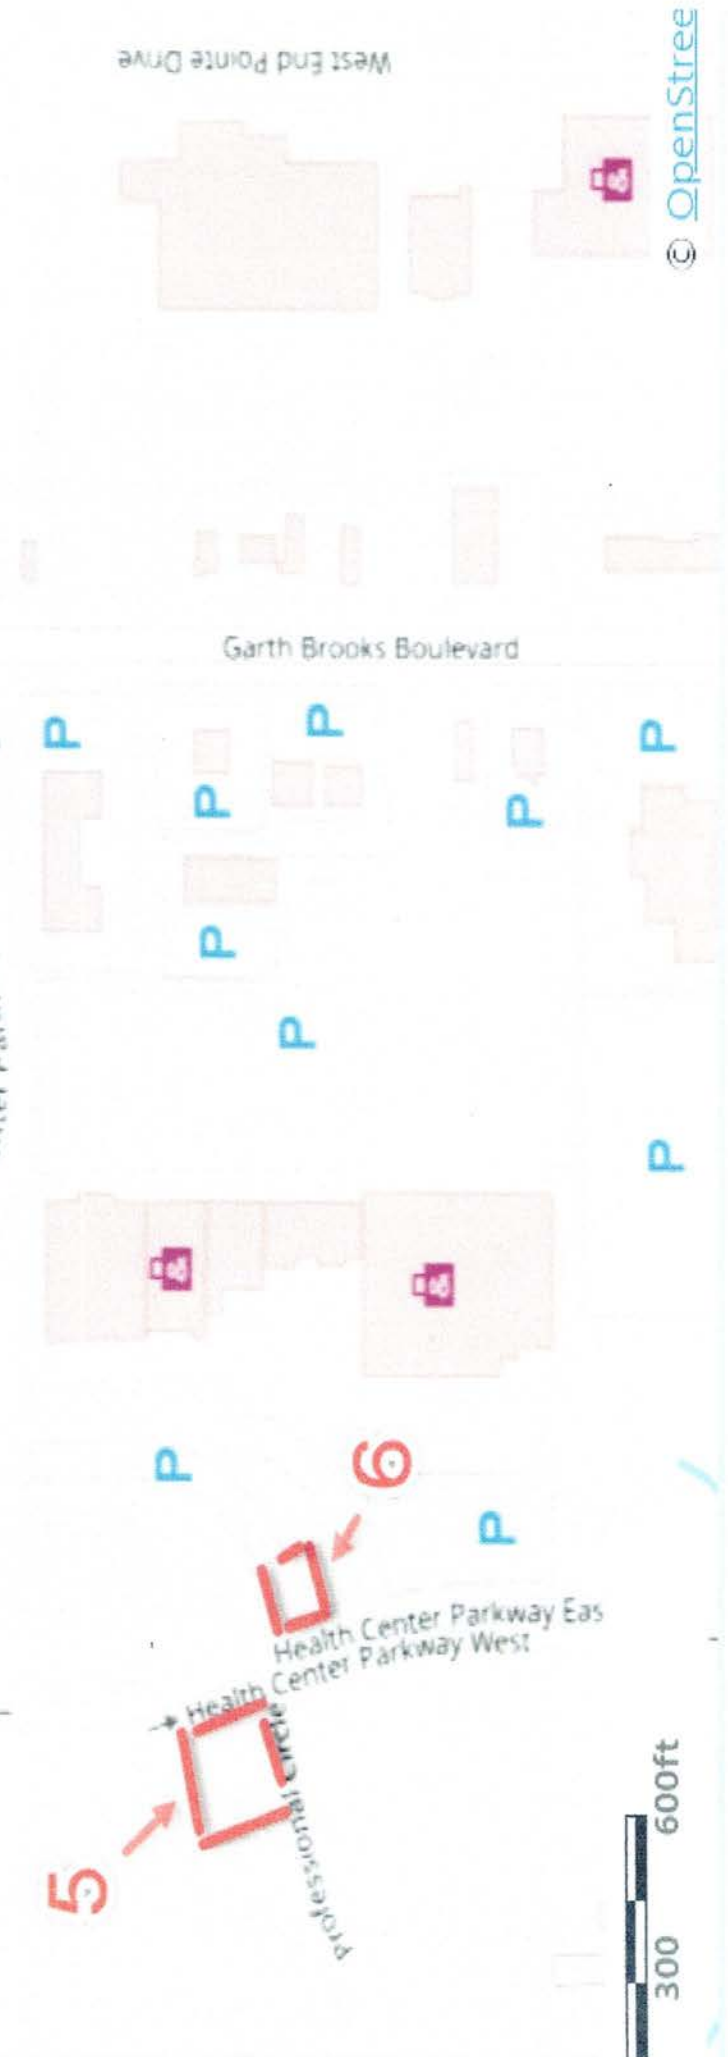 West End Pointe Drive
© OpenStree
Garth Brooks Boulevard
P
P
P
P
P
P
P
P
P
P
6
Health Center Parkway Eas
Health Center Parkway West
Professional Circle
5
300
600ft